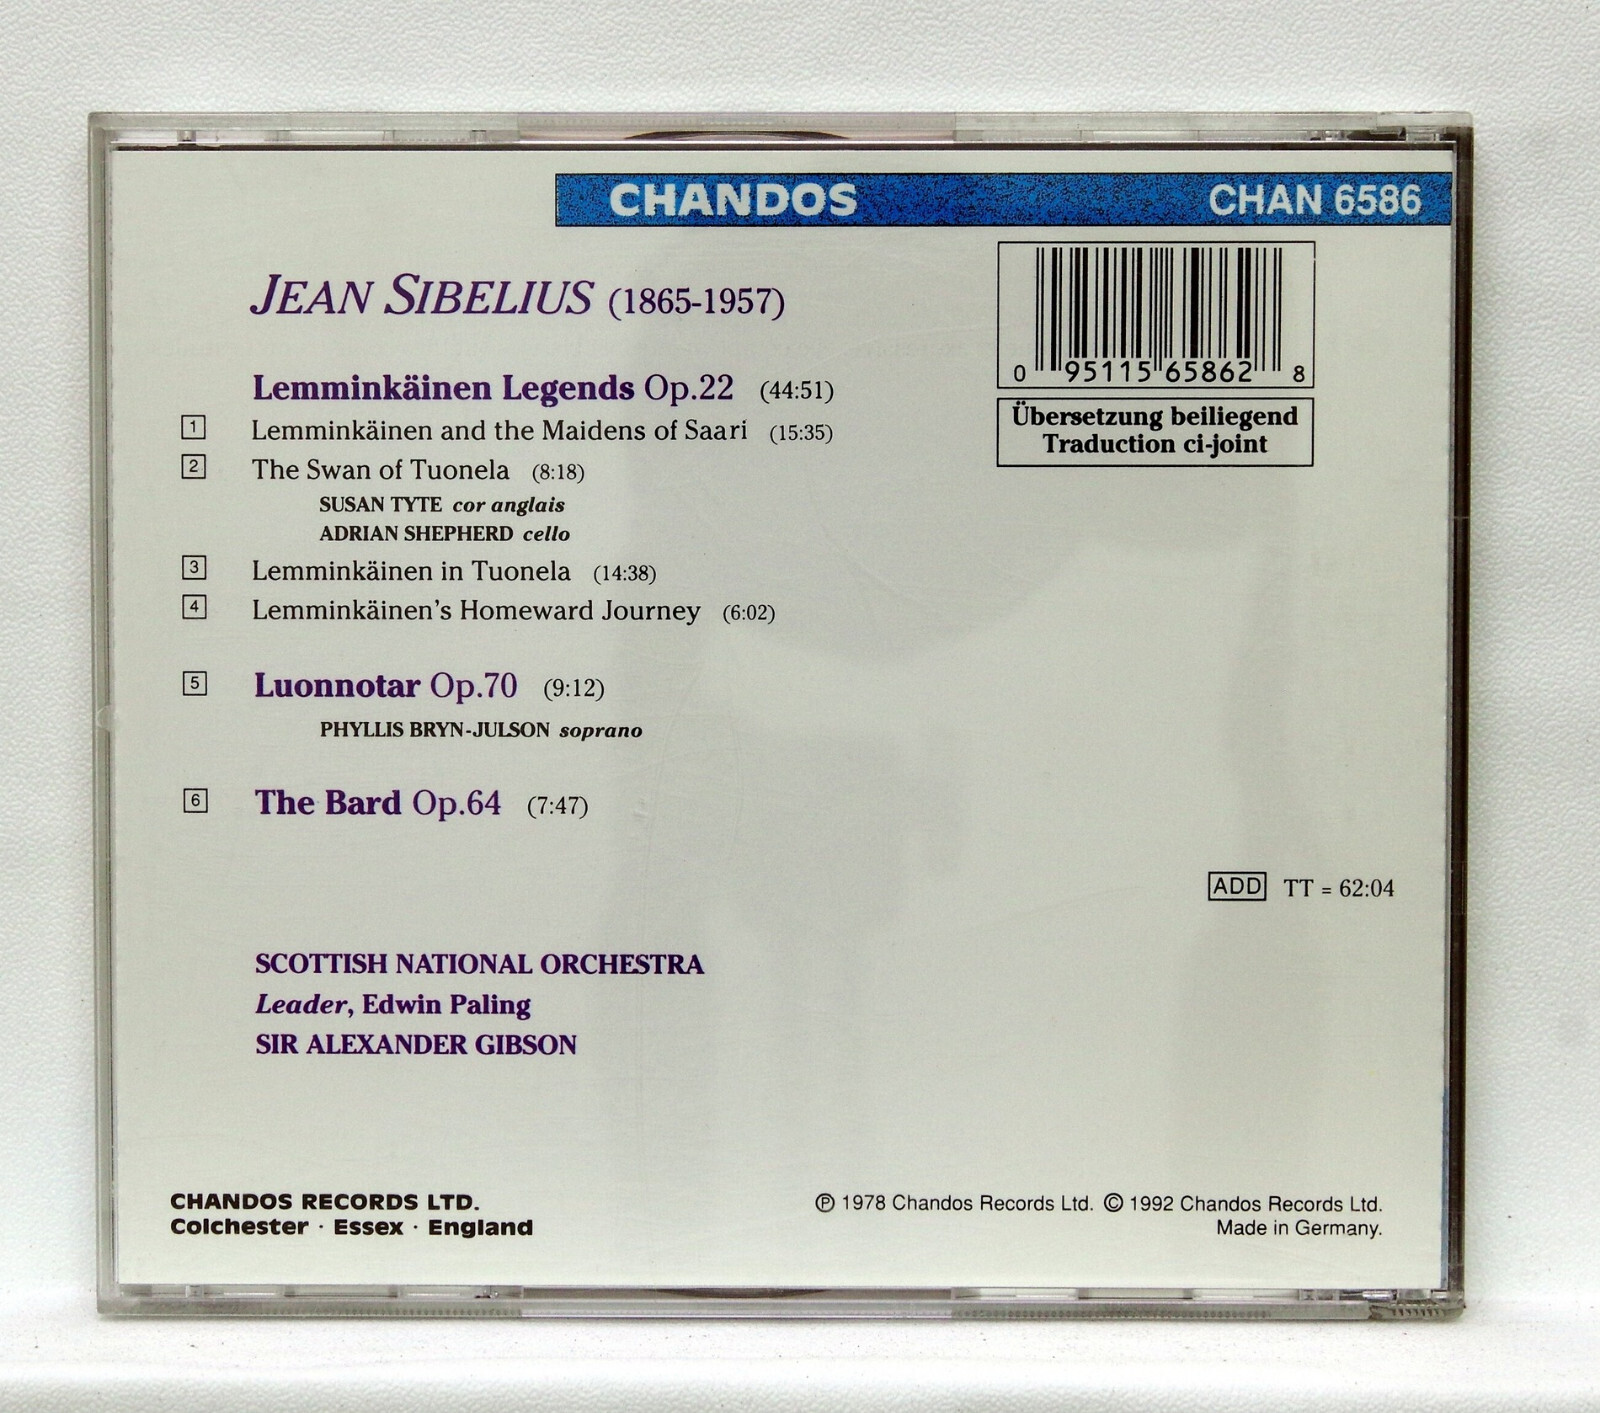 CHANDOS CHAN 6586
JEAN SIBELIUS (1865-1957)
0 95115 65862 8
Übersetzung beiliegend
Traduction ci-joint
Lemminkäinen Legends Op.22 (44:51)
1 Lemminkäinen and the Maidens of Saari (15:35)
2 The Swan of Tuonela (8:18)
SUSAN TYTE cor anglais
ADRIAN SHEPHERD cello
3 Lemminkäinen in Tuonela (14:38)
4 Lemminkäinen's Homeward Journey (6:02)
5 Luonnotar Op.70 (9:12)
PHYLLIS BRYN-JULSON soprano
6 The Bard Op.64 (7:47)
ADD TT = 62:04
SCOTTISH NATIONAL ORCHESTRA
Leader, Edwin Paling
SIR ALEXANDER GIBSON
CHANDOS RECORDS LTD.
Colchester · Essex · England
℗ 1978 Chandos Records Ltd. © 1992 Chandos Records Ltd.
Made in Germany.